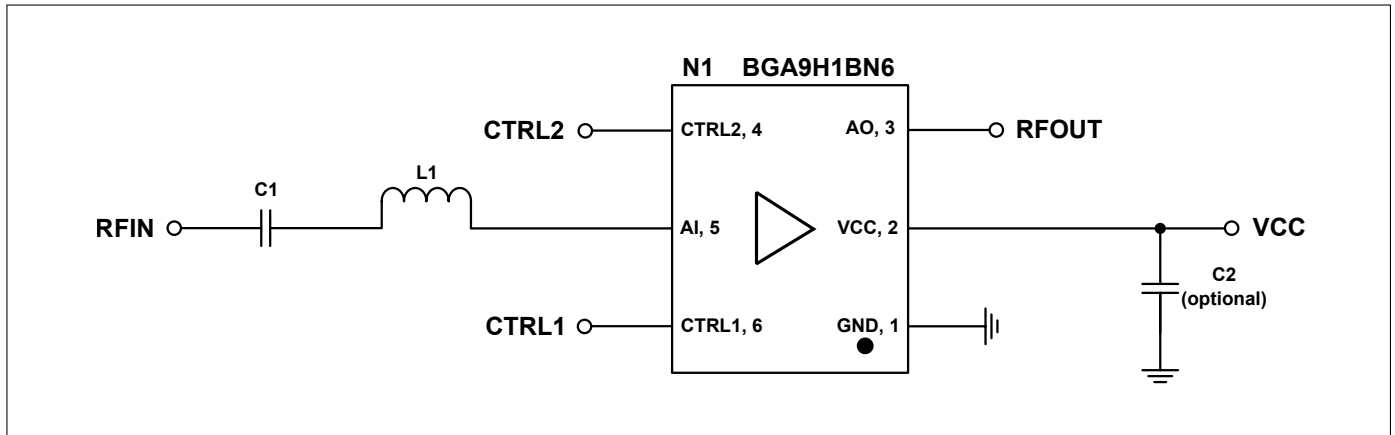 N1 BGA9H1BN6
CTRL2
CTRL2, 4
AO, 3
RFOUT
C1
L1
RFIN
AI, 5
VCC, 2
VCC
C2
(optional)
CTRL1
CTRL1, 6
GND, 1